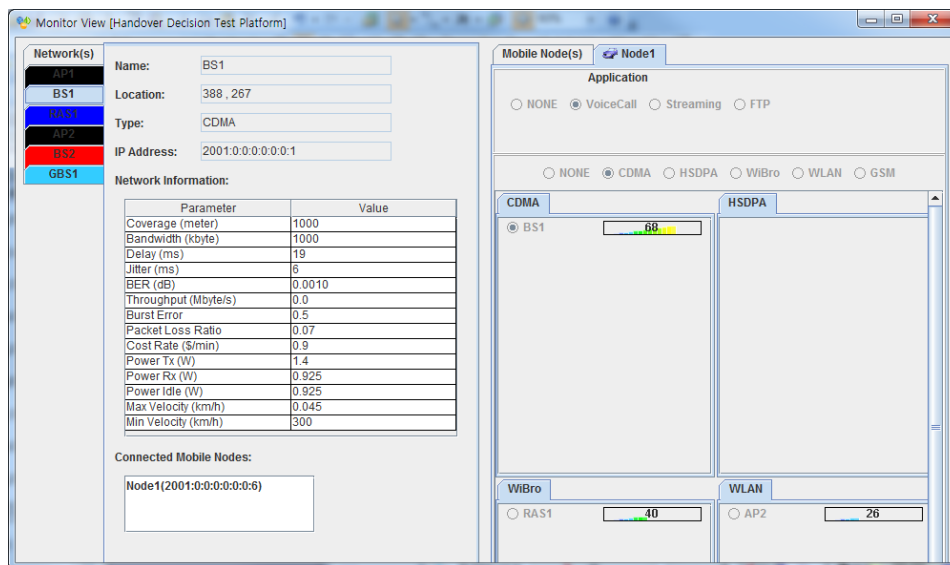 Monitor View [Handover Decision Test Platform]
Network(s)
AP1
BS1
RAS1
AP2
BS2
GBS1
Name: BS1
Location: 388 , 267
Type: CDMA
IP Address: 2001:0:0:0:0:0:0:1
Network Information:
Parameter Value
Coverage (meter) 1000
Bandwidth (kbyte) 1000
Delay (ms) 19
Jitter (ms) 6
BER (dB) 0.0010
Throughput (Mbyte/s) 0.0
Burst Error 0.5
Packet Loss Ratio 0.07
Cost Rate ($/min) 0.9
Power Tx (W) 1.4
Power Rx (W) 0.925
Power Idle (W) 0.925
Max Velocity (km/h) 0.045
Min Velocity (km/h) 300
Connected Mobile Nodes:
Node1(2001:0:0:0:0:0:0:6)
Mobile Node(s) Node1
Application
NONE VoiceCall Streaming FTP
NONE CDMA HSDPA WiBro WLAN GSM
CDMA HSDPA
BS1 68
WiBro WLAN
RAS1 40 AP2 26